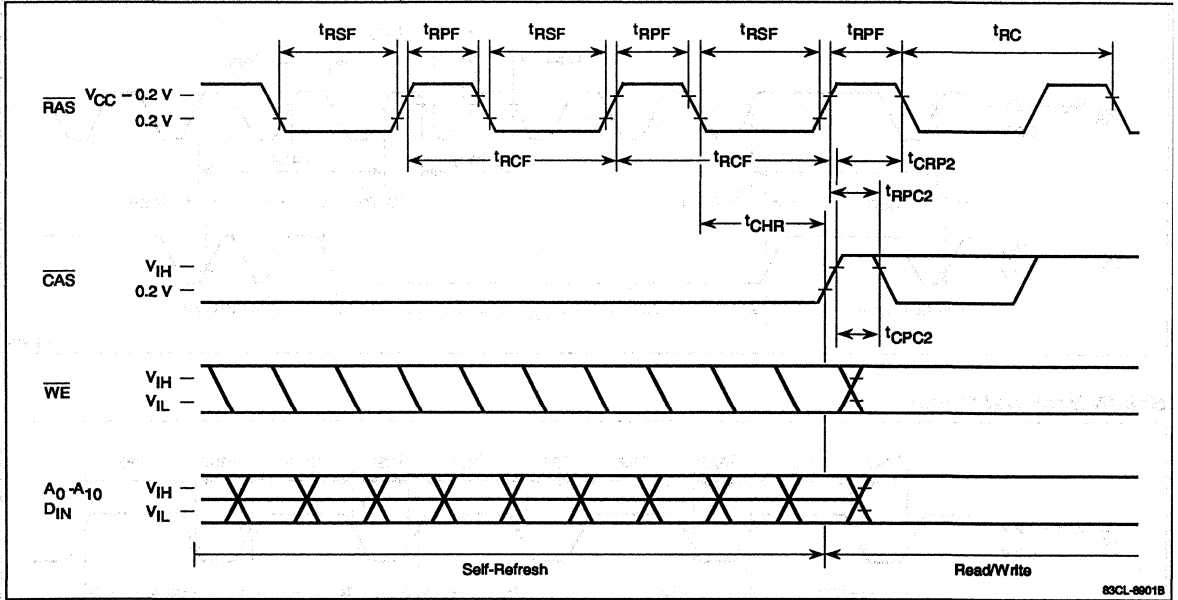 tRSF tRPF tRSF tRPF tRSF tRPF tRC
RAS VCC – 0.2 V
0.2 V
tRCF tRCF tCRP2
tRPC2
tCHR
CAS VIH
0.2 V
tCPC2
WE VIH
VIL
A0 -A10 VIH
DIN VIL
Self-Refresh Read/Write
83CL-8901B